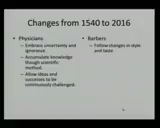 Changes from 1540 to 2016
• Physicians
– Embrace uncertainty and
ignorance
– Accumulate knowledge
though scientific
method
– Allow ideas and
successes to be
continuously challenged.
• Barbers
– Follow changes in style
and taste